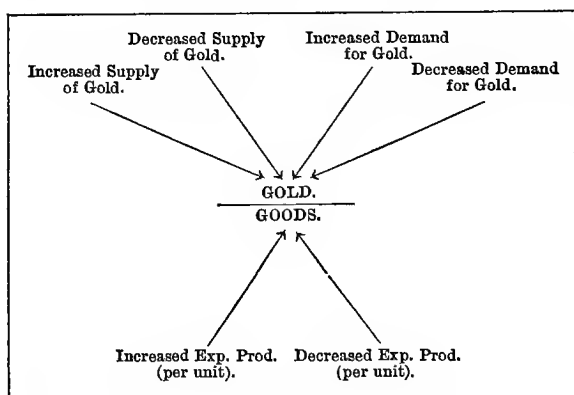 Decreased Supply
of Gold.
Increased Demand
for Gold.
Increased Supply
of Gold.
Decreased Demand
for Gold.
GOLD.
GOODS.
Increased Exp. Prod.
(per unit).
Decreased Exp. Prod.
(per unit).